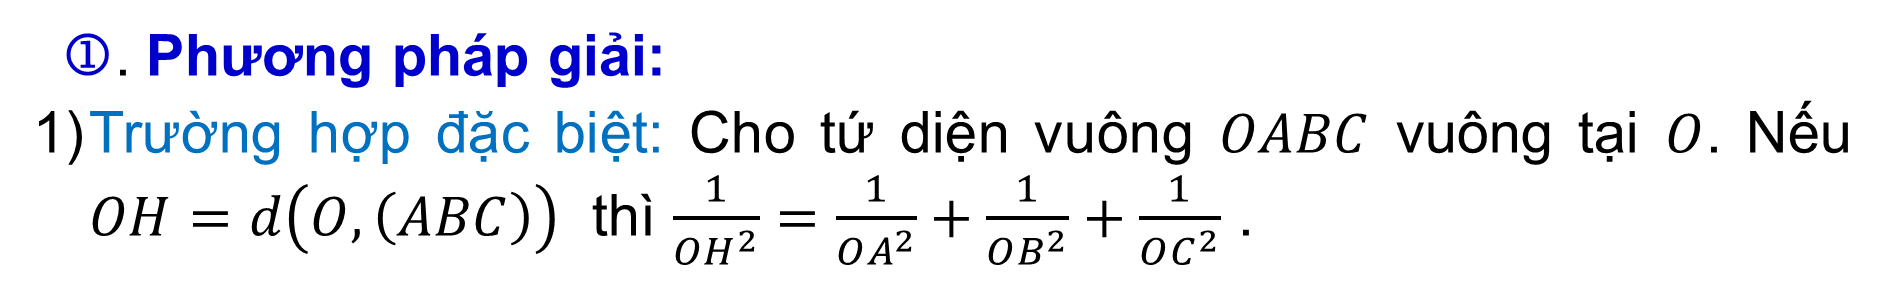 ①. Phương pháp giải:
1)Trường hợp đặc biệt: Cho tứ diện vuông OABC vuông tại O. Nếu
OH = d(O, (ABC)) thì 1/OH² = 1/OA² + 1/OB² + 1/OC² .